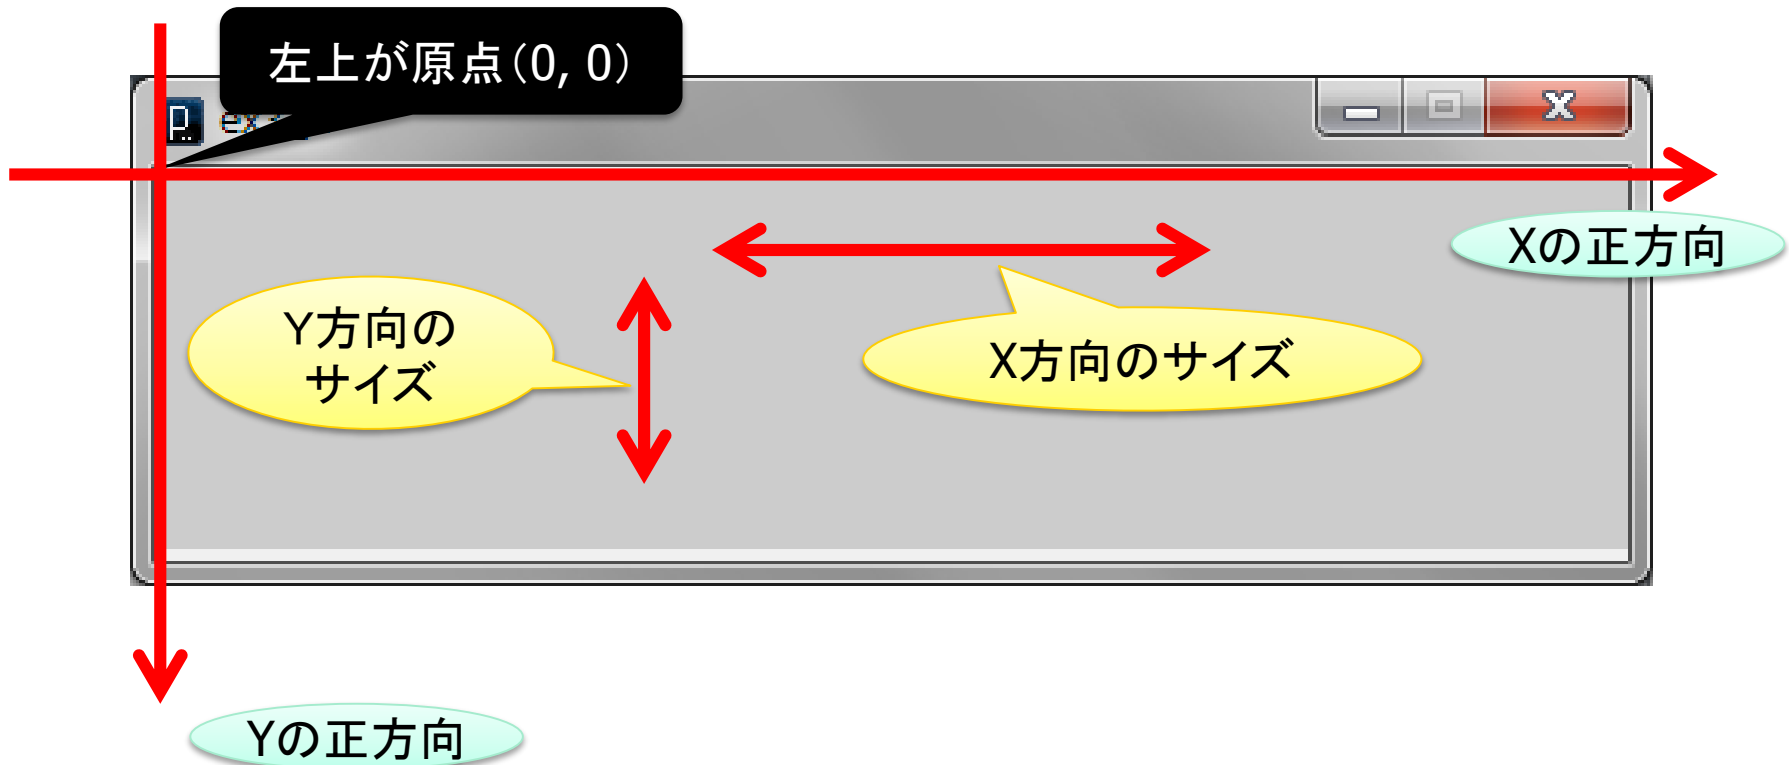 左上が原点(0, 0)
Xの正方向
Y方向の
サイズ
X方向のサイズ
Yの正方向